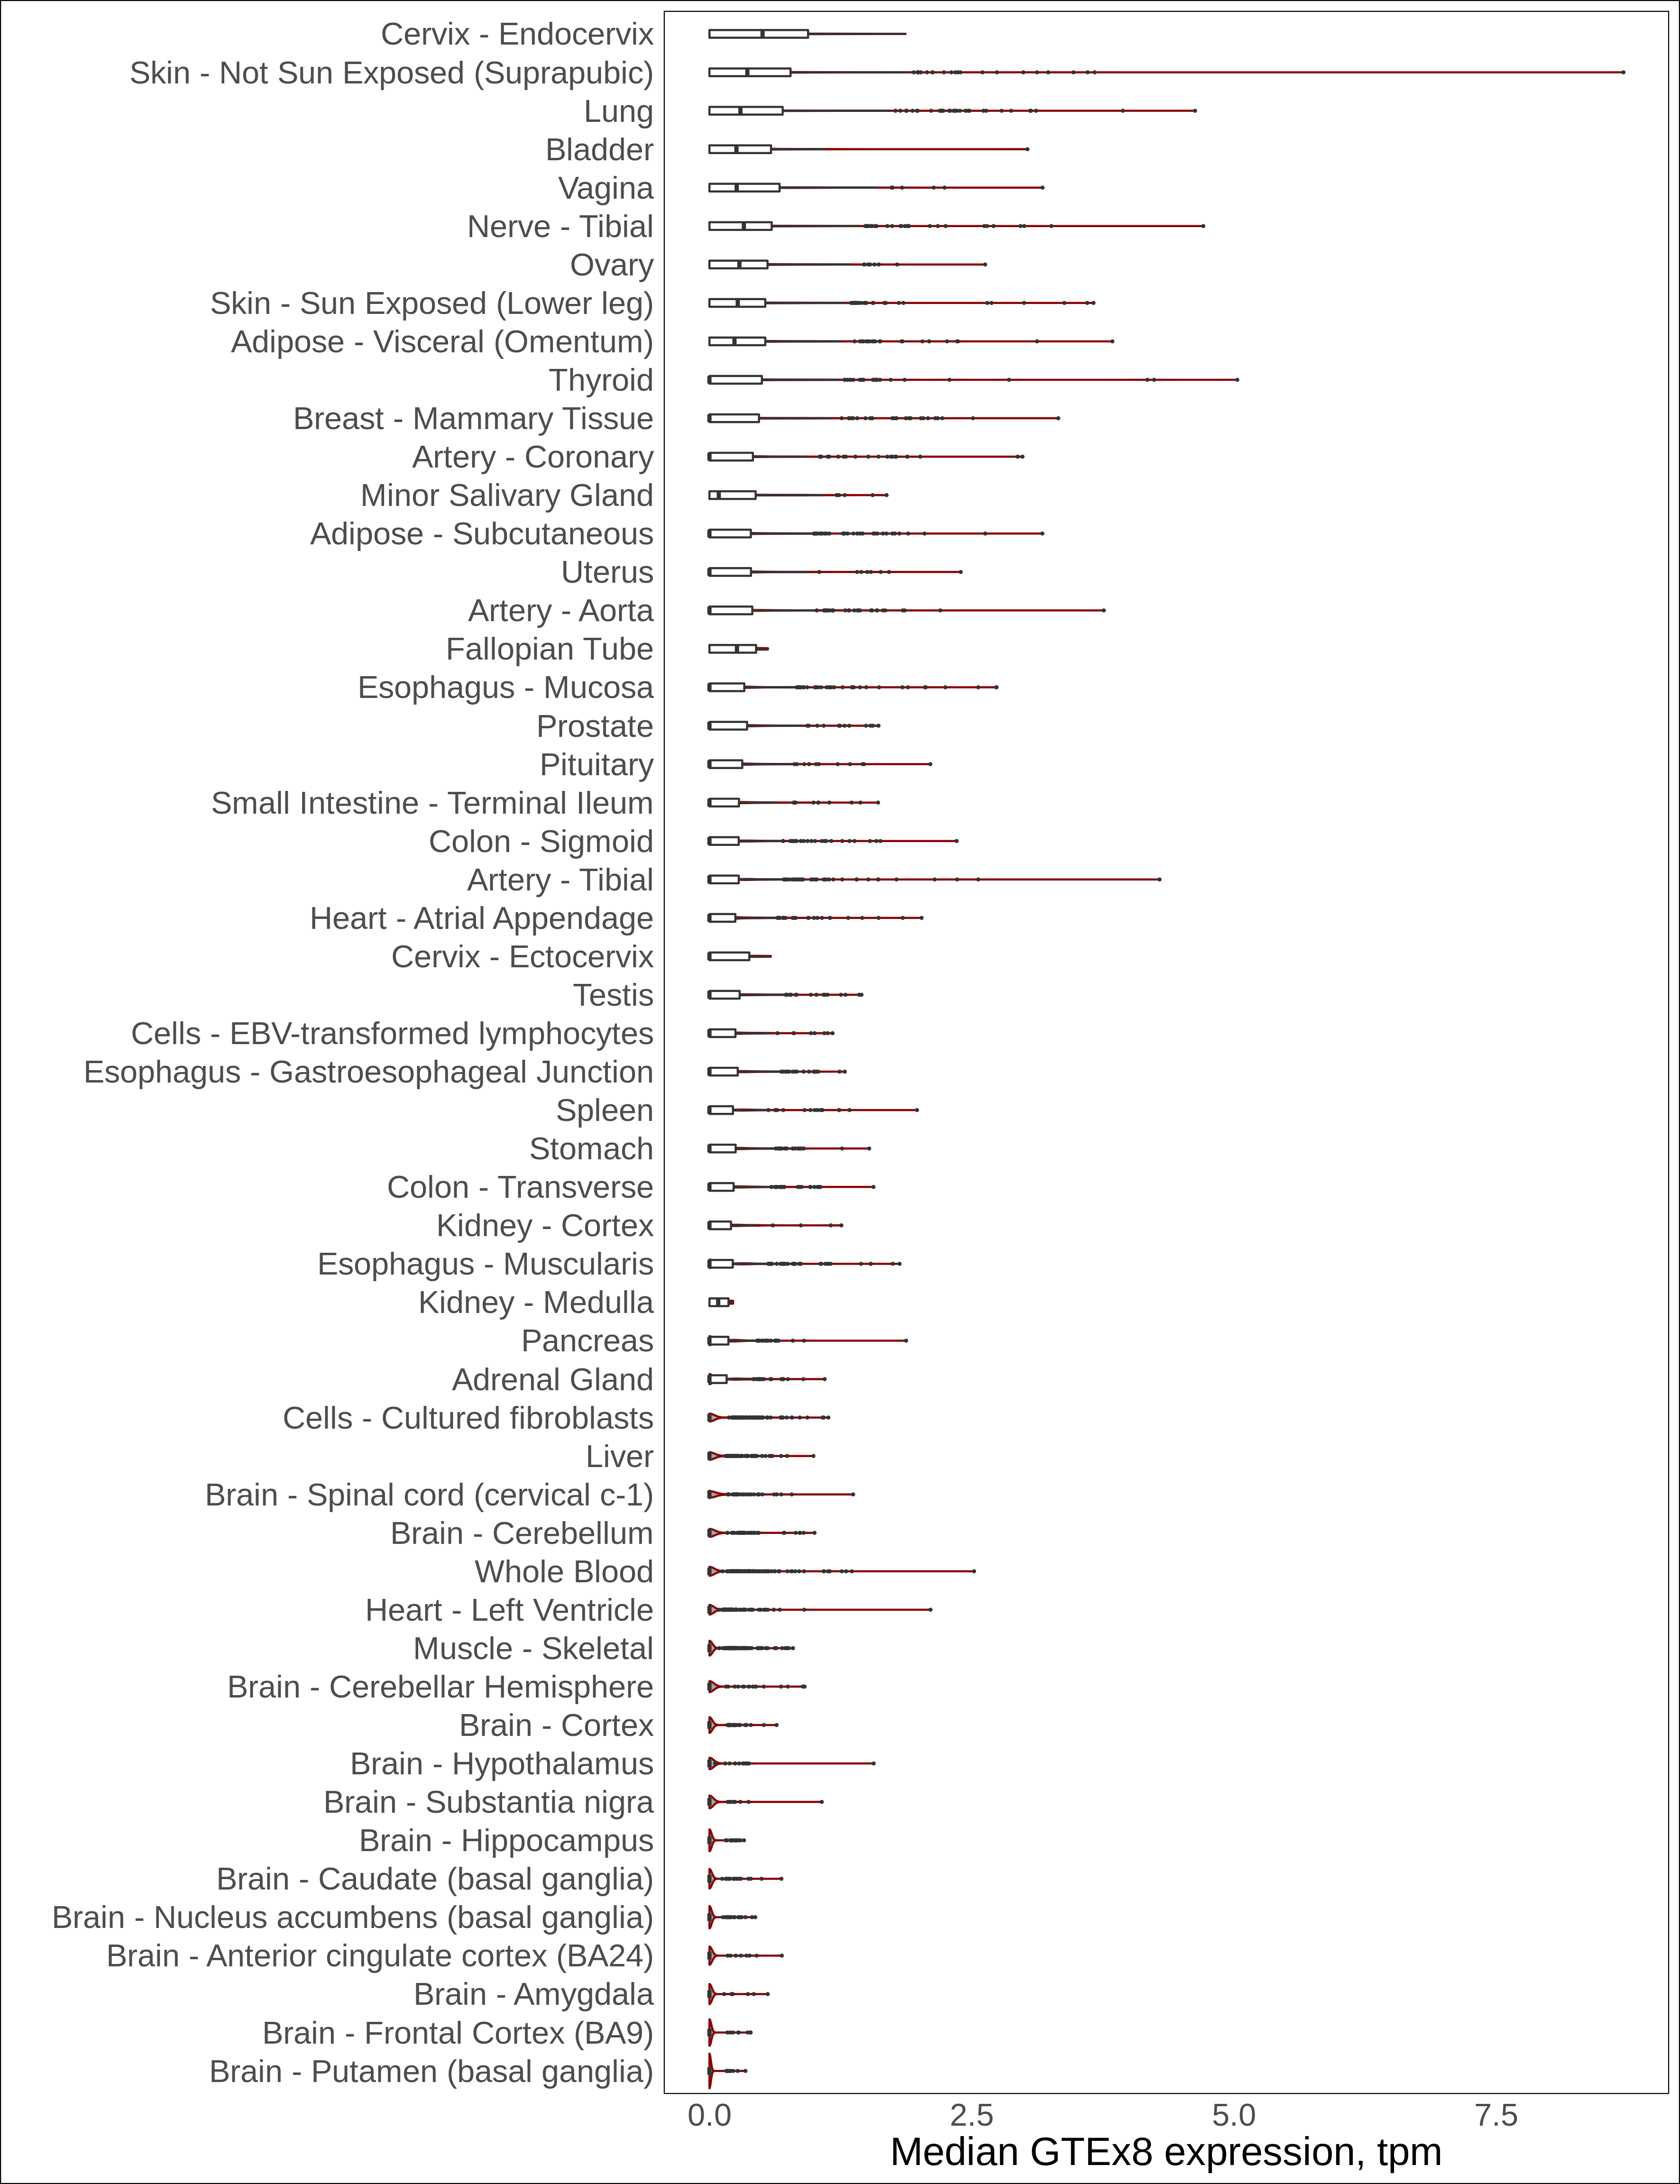 Cervix - Endocervix
Skin - Not Sun Exposed (Suprapubic)
Lung
Bladder
Vagina
Nerve - Tibial
Ovary
Skin - Sun Exposed (Lower leg)
Adipose - Visceral (Omentum)
Thyroid
Breast - Mammary Tissue
Artery - Coronary
Minor Salivary Gland
Adipose - Subcutaneous
Uterus
Artery - Aorta
Fallopian Tube
Esophagus - Mucosa
Prostate
Pituitary
Small Intestine - Terminal Ileum
Colon - Sigmoid
Artery - Tibial
Heart - Atrial Appendage
Cervix - Ectocervix
Testis
Cells - EBV-transformed lymphocytes
Esophagus - Gastroesophageal Junction
Spleen
Stomach
Colon - Transverse
Kidney - Cortex
Esophagus - Muscularis
Kidney - Medulla
Pancreas
Adrenal Gland
Cells - Cultured fibroblasts
Liver
Brain - Spinal cord (cervical c-1)
Brain - Cerebellum
Whole Blood
Heart - Left Ventricle
Muscle - Skeletal
Brain - Cerebellar Hemisphere
Brain - Cortex
Brain - Hypothalamus
Brain - Substantia nigra
Brain - Hippocampus
Brain - Caudate (basal ganglia)
Brain - Nucleus accumbens (basal ganglia)
Brain - Anterior cingulate cortex (BA24)
Brain - Amygdala
Brain - Frontal Cortex (BA9)
Brain - Putamen (basal ganglia)
0.0 2.5 5.0 7.5
Median GTEx8 expression, tpm